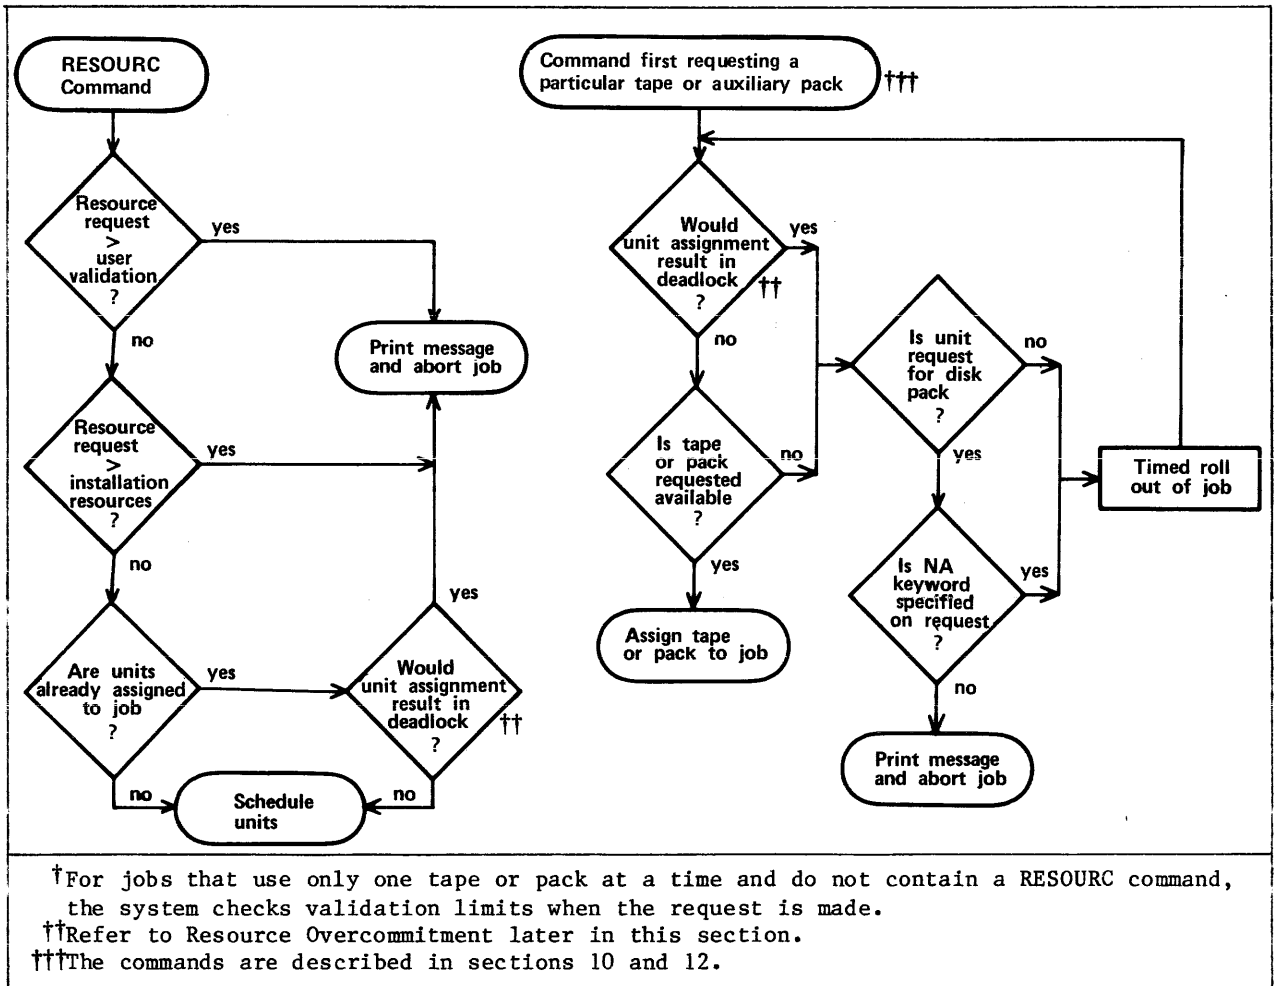 RESOURC
Command
Resource
request
>
user
validation
?
yes
no
Print message
and abort job
Resource
request
>
installation
resources
?
yes
no
Are units
already assigned
to job
?
yes
no
Would
unit assignment
result in
deadlock
?
††
yes
no
Schedule
units
Command first requesting a
particular tape or auxiliary pack
†††
Would
unit assignment
result in
deadlock
?
††
yes
no
Is tape
or pack
requested
available
?
no
yes
Assign tape
or pack to job
Is unit
request
for disk
pack
?
no
yes
Is NA
keyword
specified
on request
?
yes
no
Print message
and abort job
Timed roll
out of job
†For jobs that use only one tape or pack at a time and do not contain a RESOURC command,
the system checks validation limits when the request is made.
††Refer to Resource Overcommitment later in this section.
†††The commands are described in sections 10 and 12.